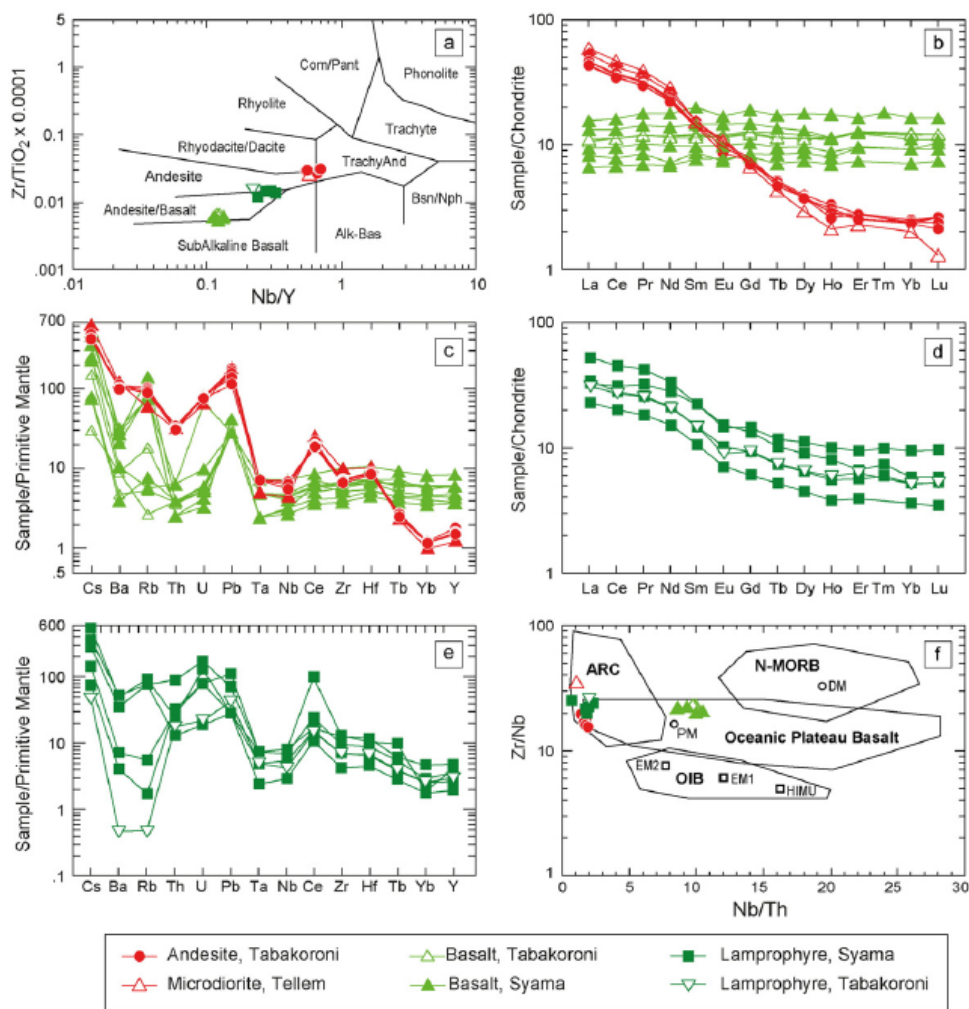 a
5
1
0.1
0.01
.001
Zr/TiO2 x 0.0001
.01
0.1
1
10
Nb/Y
Com/Pant
Phonolite
Rhyolite
Trachyte
Rhyodacite/Dacite
TrachyAnd
Andesite
Andesite/Basalt
Bsn/Nph
SubAlkaline Basalt
Alk-Bas
b
100
10
1
Sample/Chondrite
La Ce Pr Nd Sm Eu Gd Tb Dy Ho Er Tm Yb Lu
c
700
100
10
1
.5
Sample/Primitive Mantle
Cs Ba Rb Th U Pb Ta Nb Ce Zr Hf Tb Yb Y
d
100
10
1
Sample/Chondrite
La Ce Pr Nd Sm Eu Gd Tb Dy Ho Er Tm Yb Lu
e
600
100
10
1
.1
Sample/Primitive Mantle
Cs Ba Rb Th U Pb Ta Nb Ce Zr Hf Tb Yb Y
f
100
10
1
Zr/Nb
ARC
N-MORB
DM
PM
Oceanic Plateau Basalt
EM2
OIB
EM1
HIMU
0 5 10 15 20 25 30
Nb/Th
Andesite, Tabakoroni
Basalt, Tabakoroni
Lamprophyre, Syama
Microdiorite, Tellem
Basalt, Syama
Lamprophyre, Tabakoroni